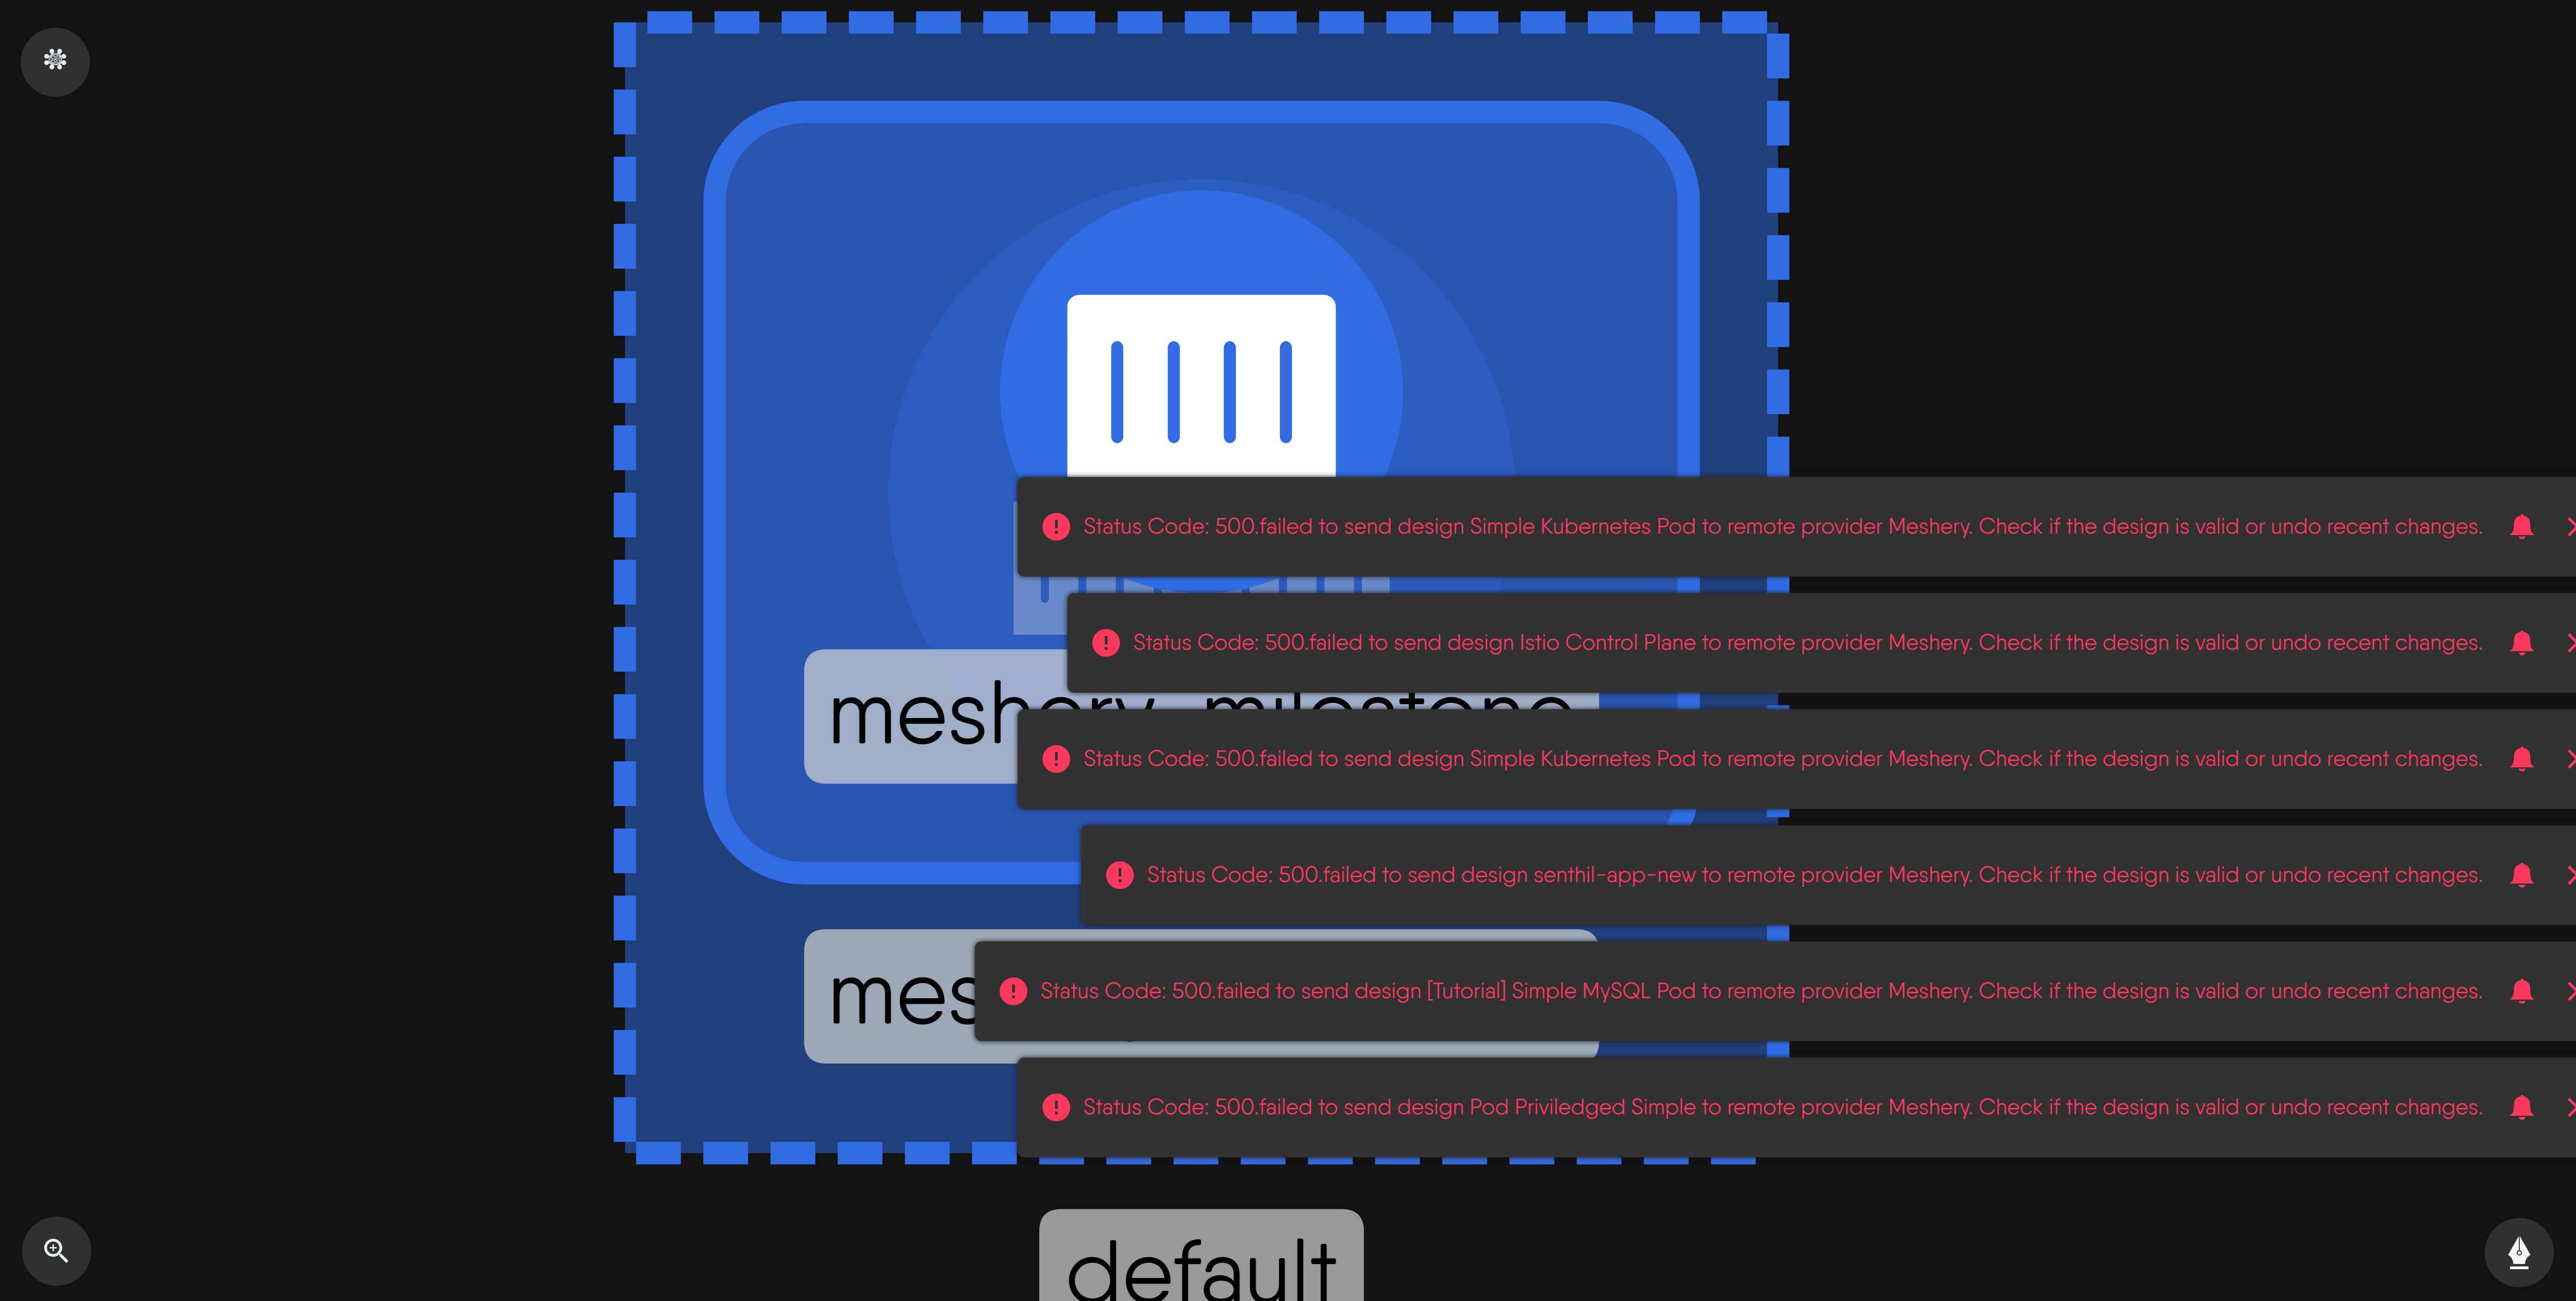 Status Code: 500.failed to send design Simple Kubernetes Pod to remote provider Meshery. Check if the design is valid or undo recent changes.
Status Code: 500.failed to send design Istio Control Plane to remote provider Meshery. Check if the design is valid or undo recent changes.
meshery-milestone
Status Code: 500.failed to send design Simple Kubernetes Pod to remote provider Meshery. Check if the design is valid or undo recent changes.
Status Code: 500.failed to send design senthil-app-new to remote provider Meshery. Check if the design is valid or undo recent changes.
mes
Status Code: 500.failed to send design [Tutorial] Simple MySQL Pod to remote provider Meshery. Check if the design is valid or undo recent changes.
Status Code: 500.failed to send design Pod Priviledged Simple to remote provider Meshery. Check if the design is valid or undo recent changes.
default